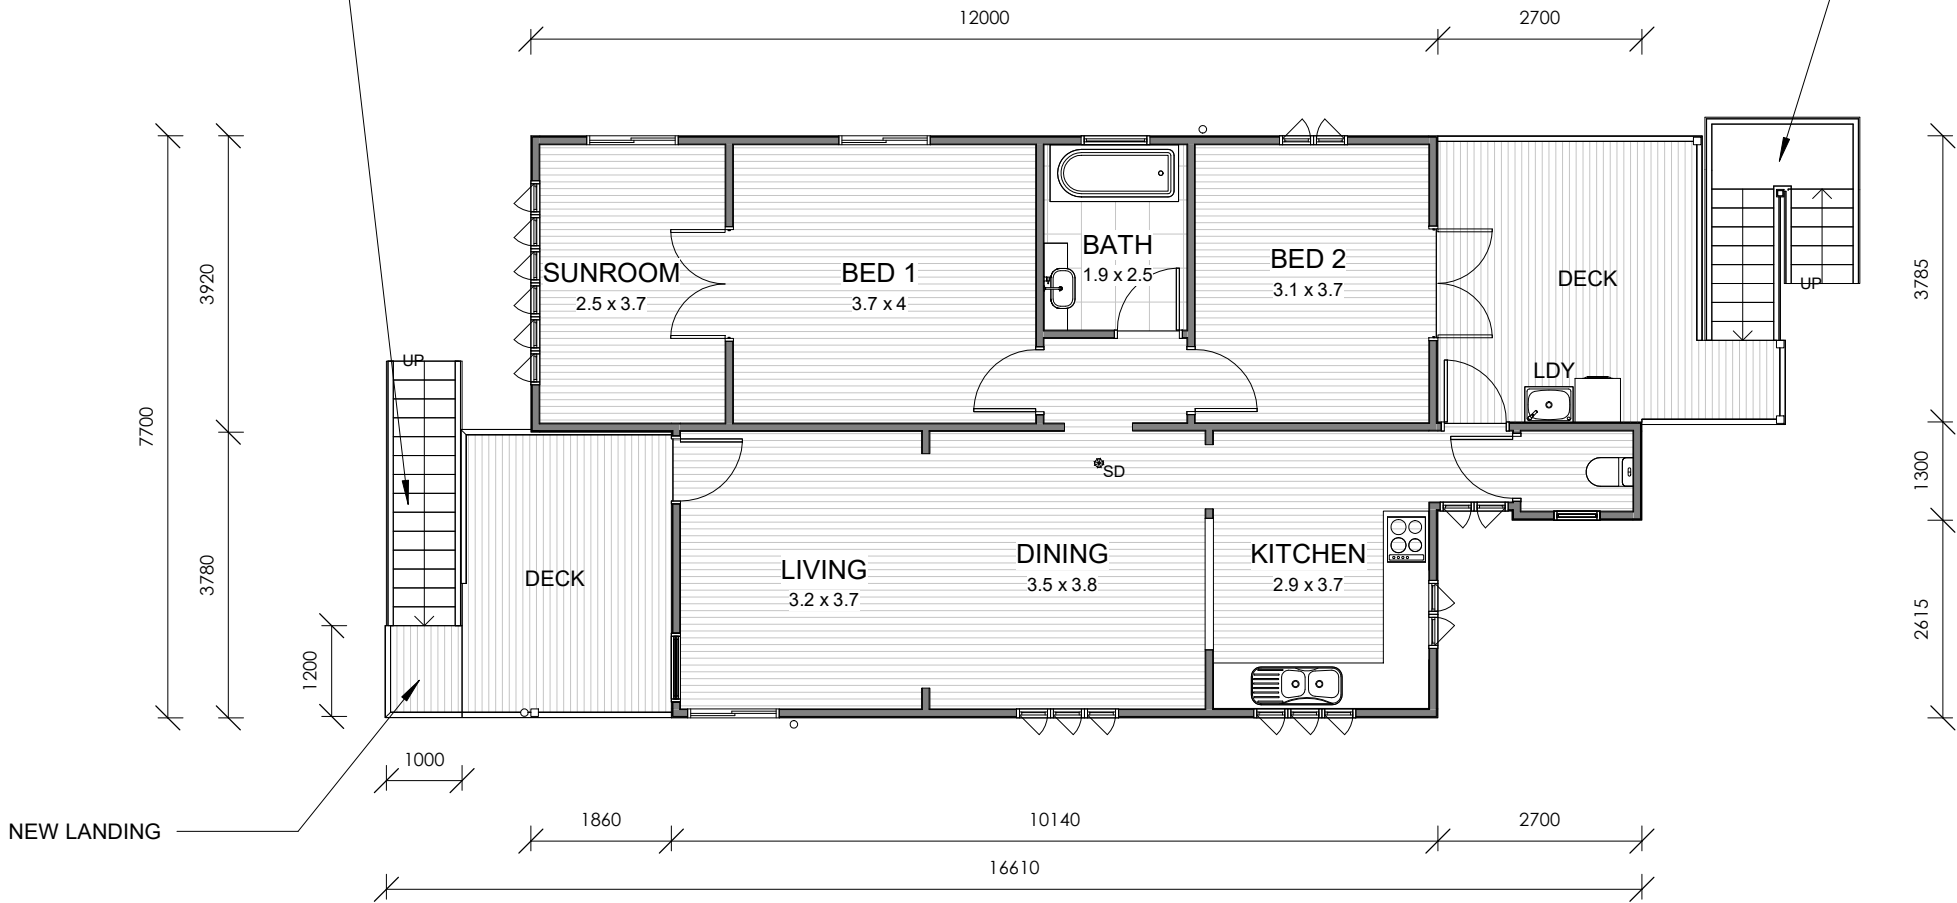 12000
2700
SUNROOM
2.5 x 3.7
BED 1
3.7 x 4
BATH
1.9 x 2.5
BED 2
3.1 x 3.7
DECK
UP
LDY
3920
3785
7700
UP
SD
1300
3780
DECK
LIVING
3.2 x 3.7
DINING
3.5 x 3.8
KITCHEN
2.9 x 3.7
2615
1200
1000
NEW LANDING
1860
10140
2700
16610